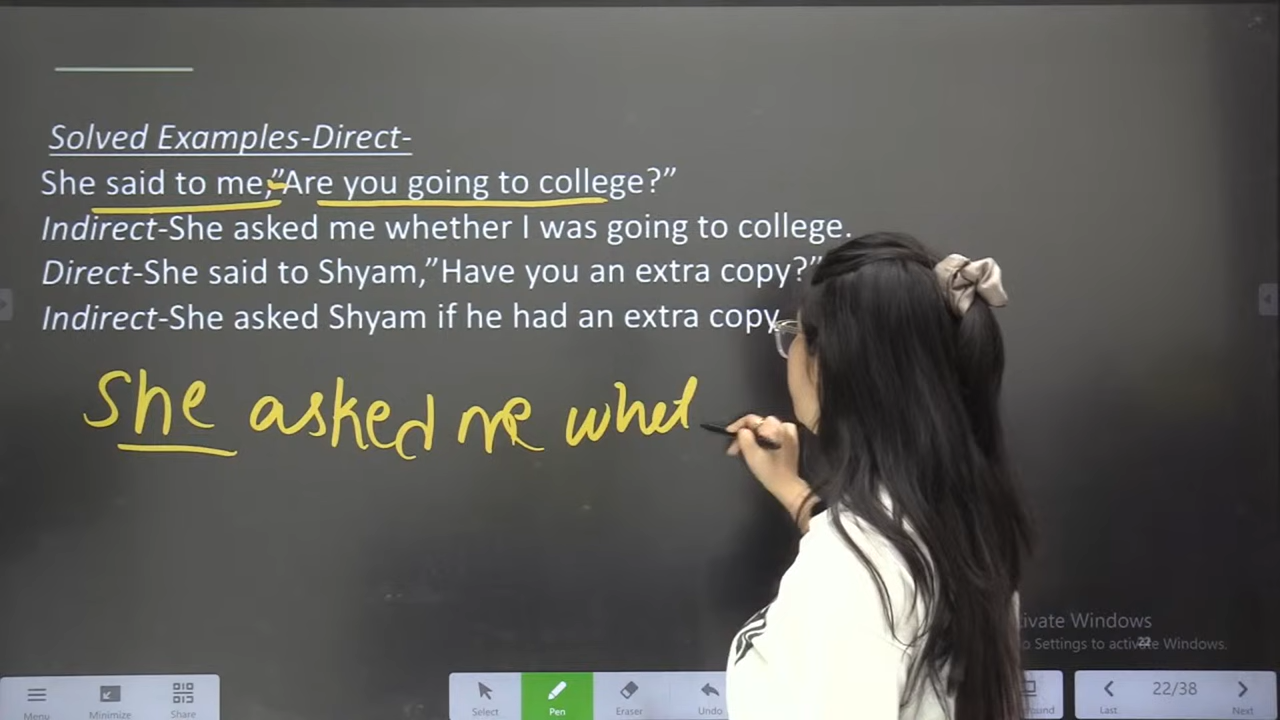 Solved Examples-Direct-
She said to me,"Are you going to college?"
Indirect-She asked me whether I was going to college.
Direct-She said to Shyam,"Have you an extra copy?"
Indirect-She asked Shyam if he had an extra copy
She asked me whet
Activate Windows
Settings to activate Windows.
22
Menu Minimize Share Select Pen Eraser Undo Last 22/38 Next